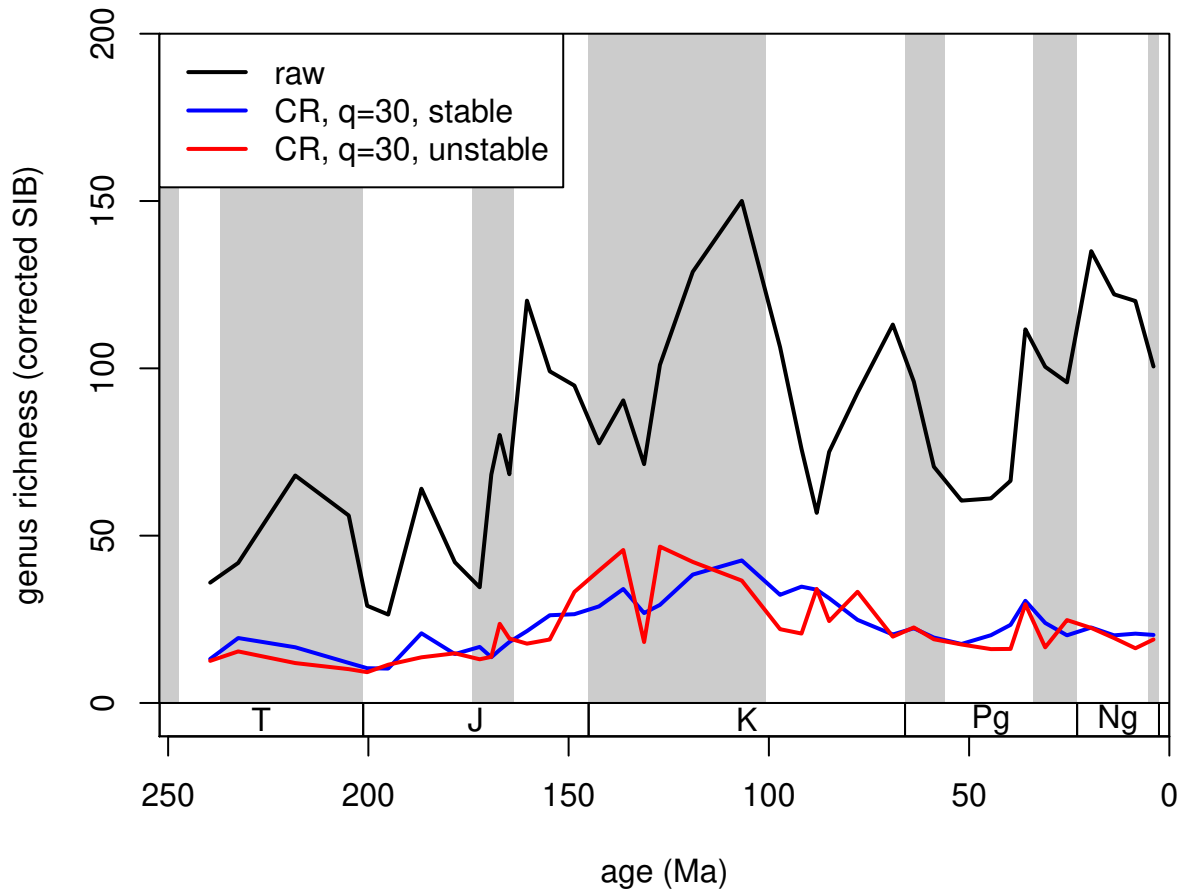 raw
CR, q=30, stable
CR, q=30, unstable
genus richness (corrected SIB)
200
150
100
50
0
T J K Pg Ng
250 200 150 100 50 0
age (Ma)